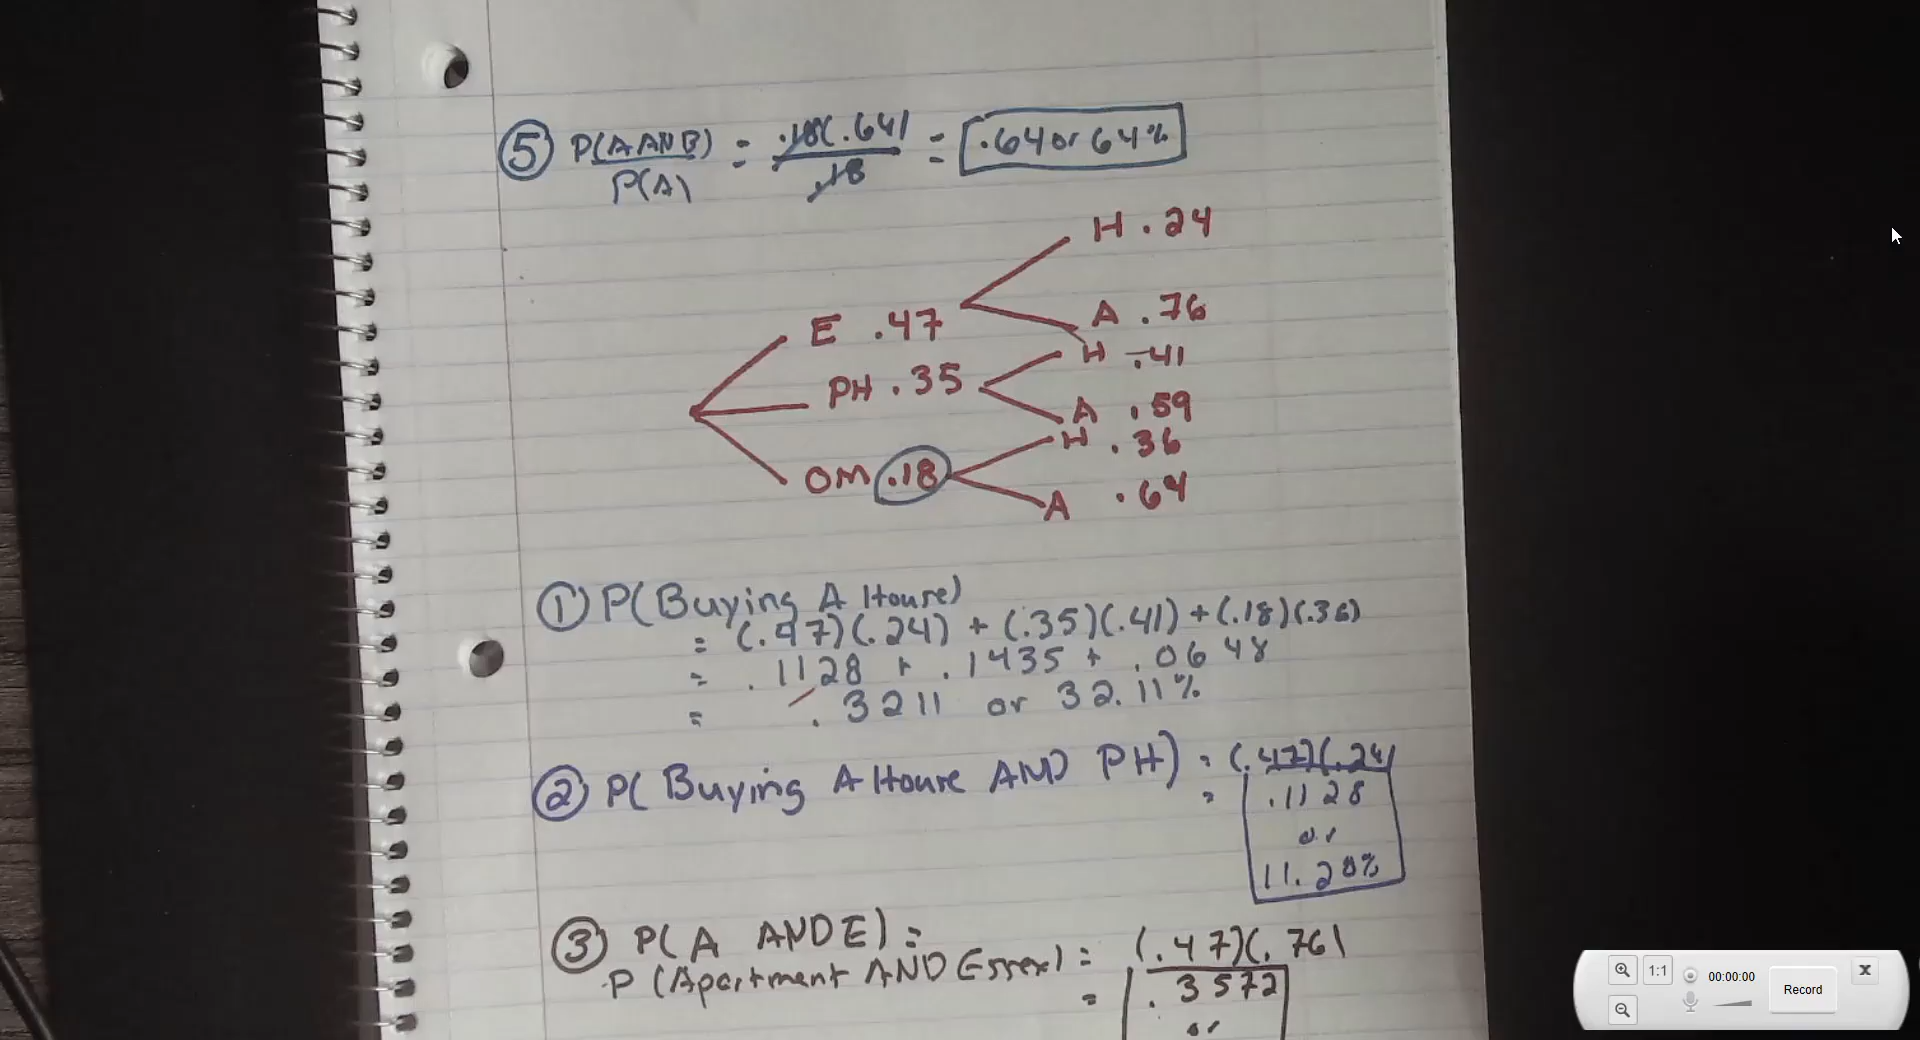 5 P(A AND B) = .18(.64) = .64 or 64%
P(A) .18
H .24
E .47 A .76
PH .35 H .41
A .59
H .36
OM .18
A .64
1 P(Buying A House)
= (.47)(.24) + (.35)(.41) + (.18)(.36)
= .1128 + .1435 + .0648
= .3211 or 32.11%
2 P(Buying A House AND PH) = (.47)(.24)
= .1128
or
11.28%
3 P(A AND E) =
P(Apartment AND Essex) = (.47)(.76)
= .3572
or
1:1
00:00:00
Record
X